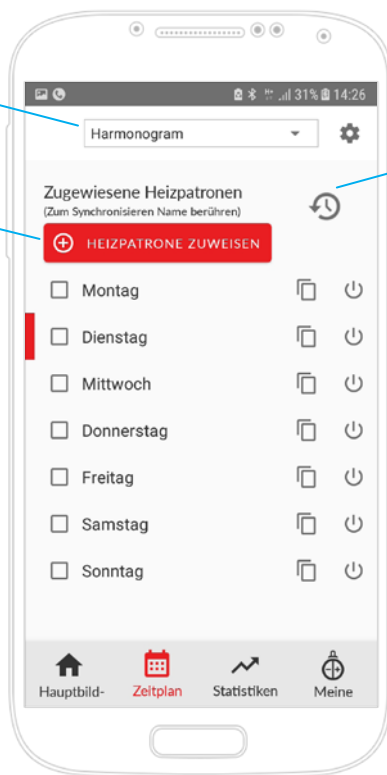 31% 14:26
Harmonogram
Zugewiesene Heizpatronen
(Zum Synchronisieren Name berühren)
HEIZPATRONE ZUWEISEN
Montag
Dienstag
Mittwoch
Donnerstag
Freitag
Samstag
Sonntag
Hauptbild- Zeitplan Statistiken Meine